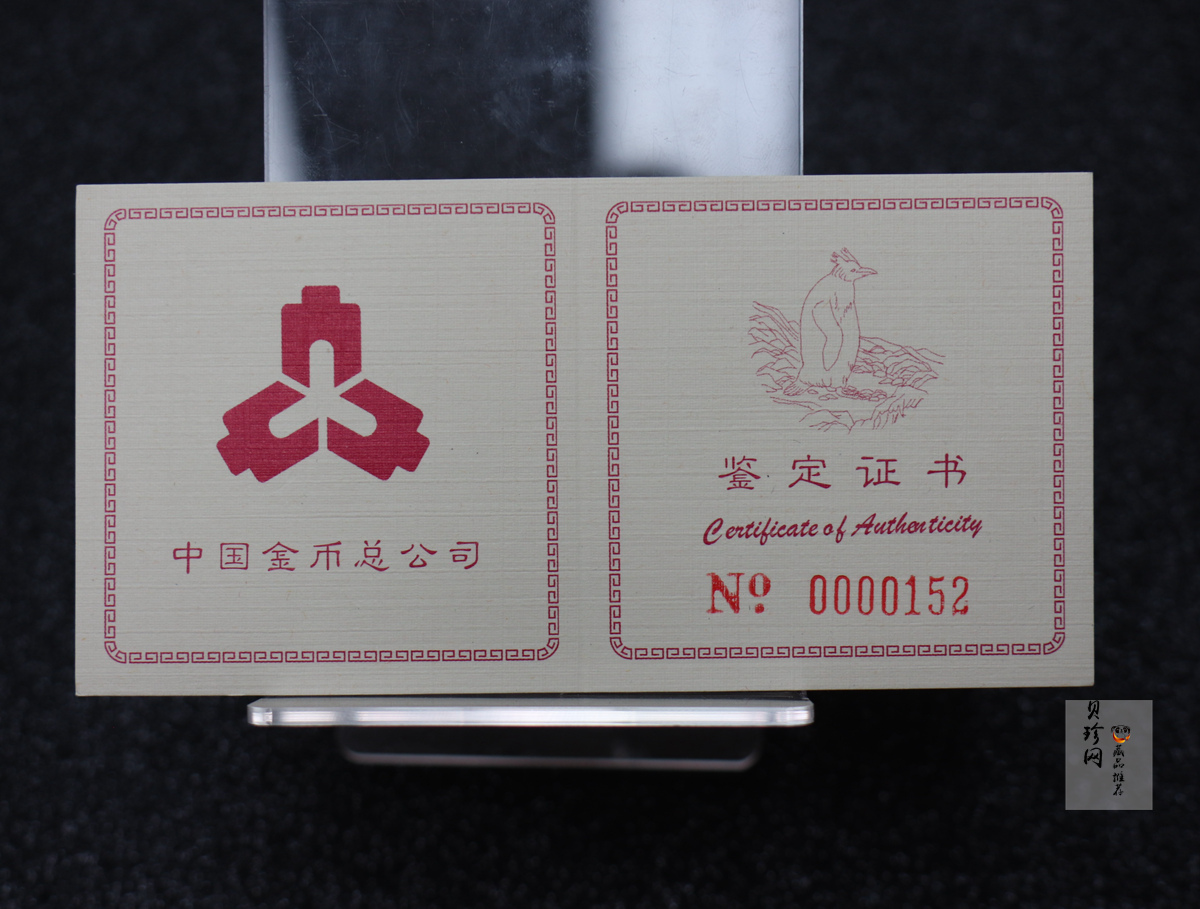 中国金币总公司
鉴定证书
Certificate of Authenticity
Nº 0000152
贝珍网
藏品推荐